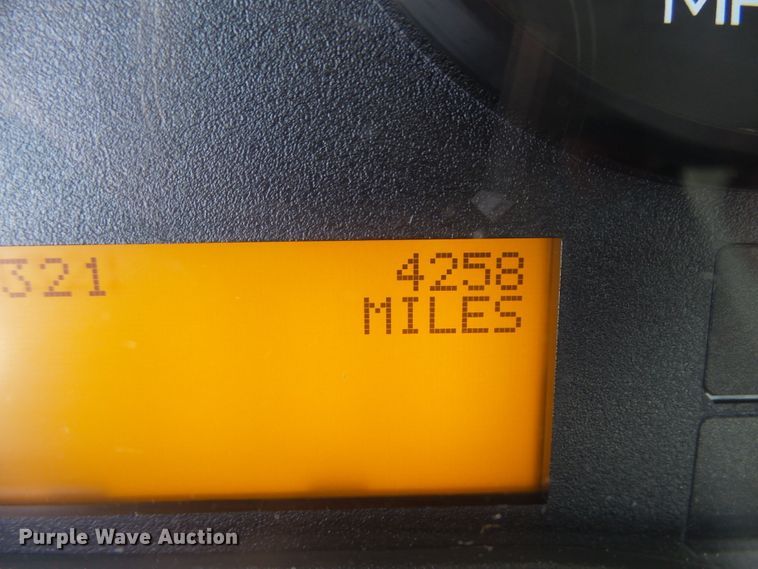 321 4258
MILES
Purple Wave Auction